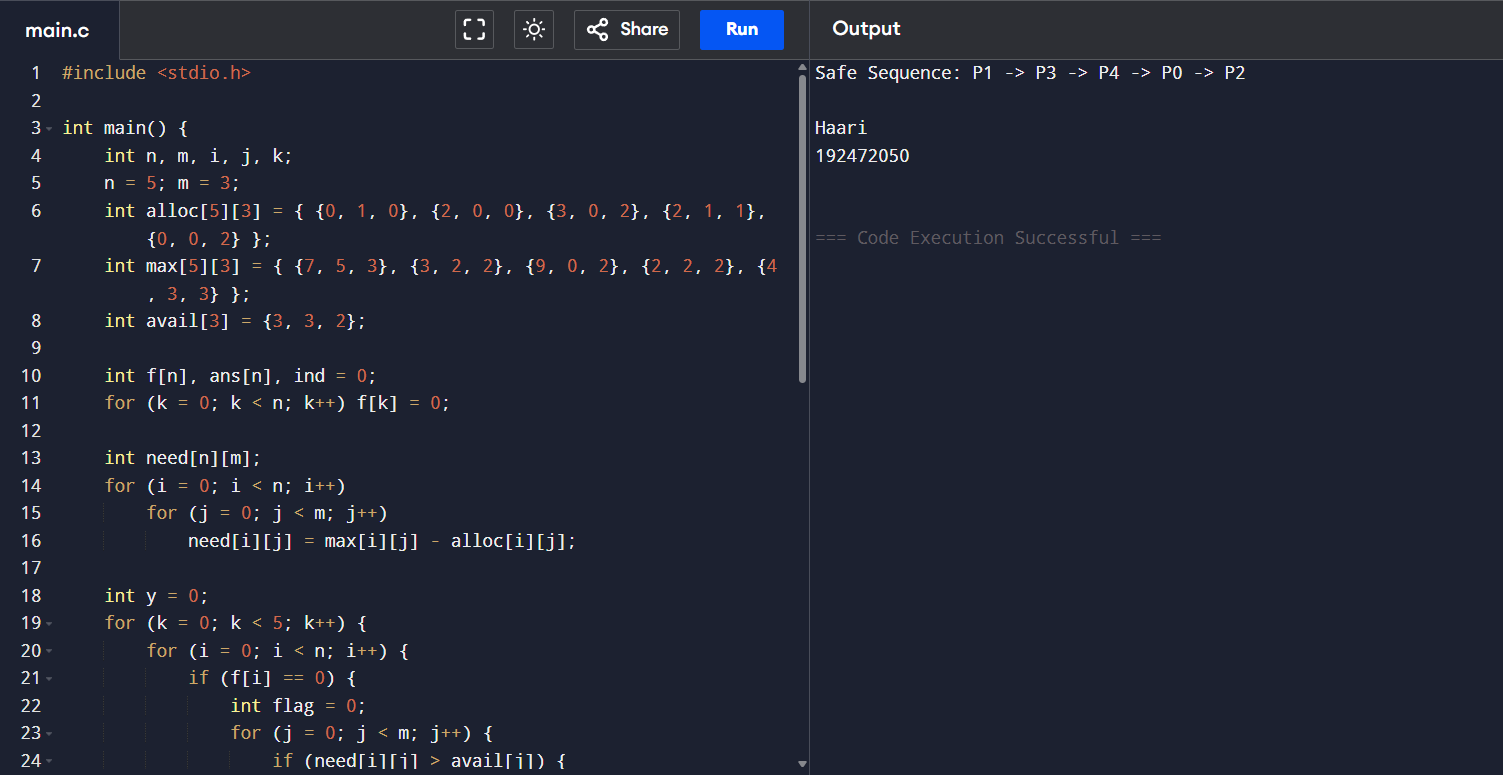 main.c
Share
Run
Output
1 #include <stdio.h>
2
3 int main() {
4     int n, m, i, j, k;
5     n = 5; m = 3;
6     int alloc[5][3] = { {0, 1, 0}, {2, 0, 0}, {3, 0, 2}, {2, 1, 1},
        {0, 0, 2} };
7     int max[5][3] = { {7, 5, 3}, {3, 2, 2}, {9, 0, 2}, {2, 2, 2}, {4
        , 3, 3} };
8     int avail[3] = {3, 3, 2};
9
10     int f[n], ans[n], ind = 0;
11     for (k = 0; k < n; k++) f[k] = 0;
12
13     int need[n][m];
14     for (i = 0; i < n; i++)
15         for (j = 0; j < m; j++)
16             need[i][j] = max[i][j] - alloc[i][j];
17
18     int y = 0;
19     for (k = 0; k < 5; k++) {
20         for (i = 0; i < n; i++) {
21             if (f[i] == 0) {
22                 int flag = 0;
23                 for (j = 0; j < m; j++) {
24                     if (need[i][j] > avail[j]) {
Safe Sequence: P1 -> P3 -> P4 -> P0 -> P2
Haari
192472050
=== Code Execution Successful ===